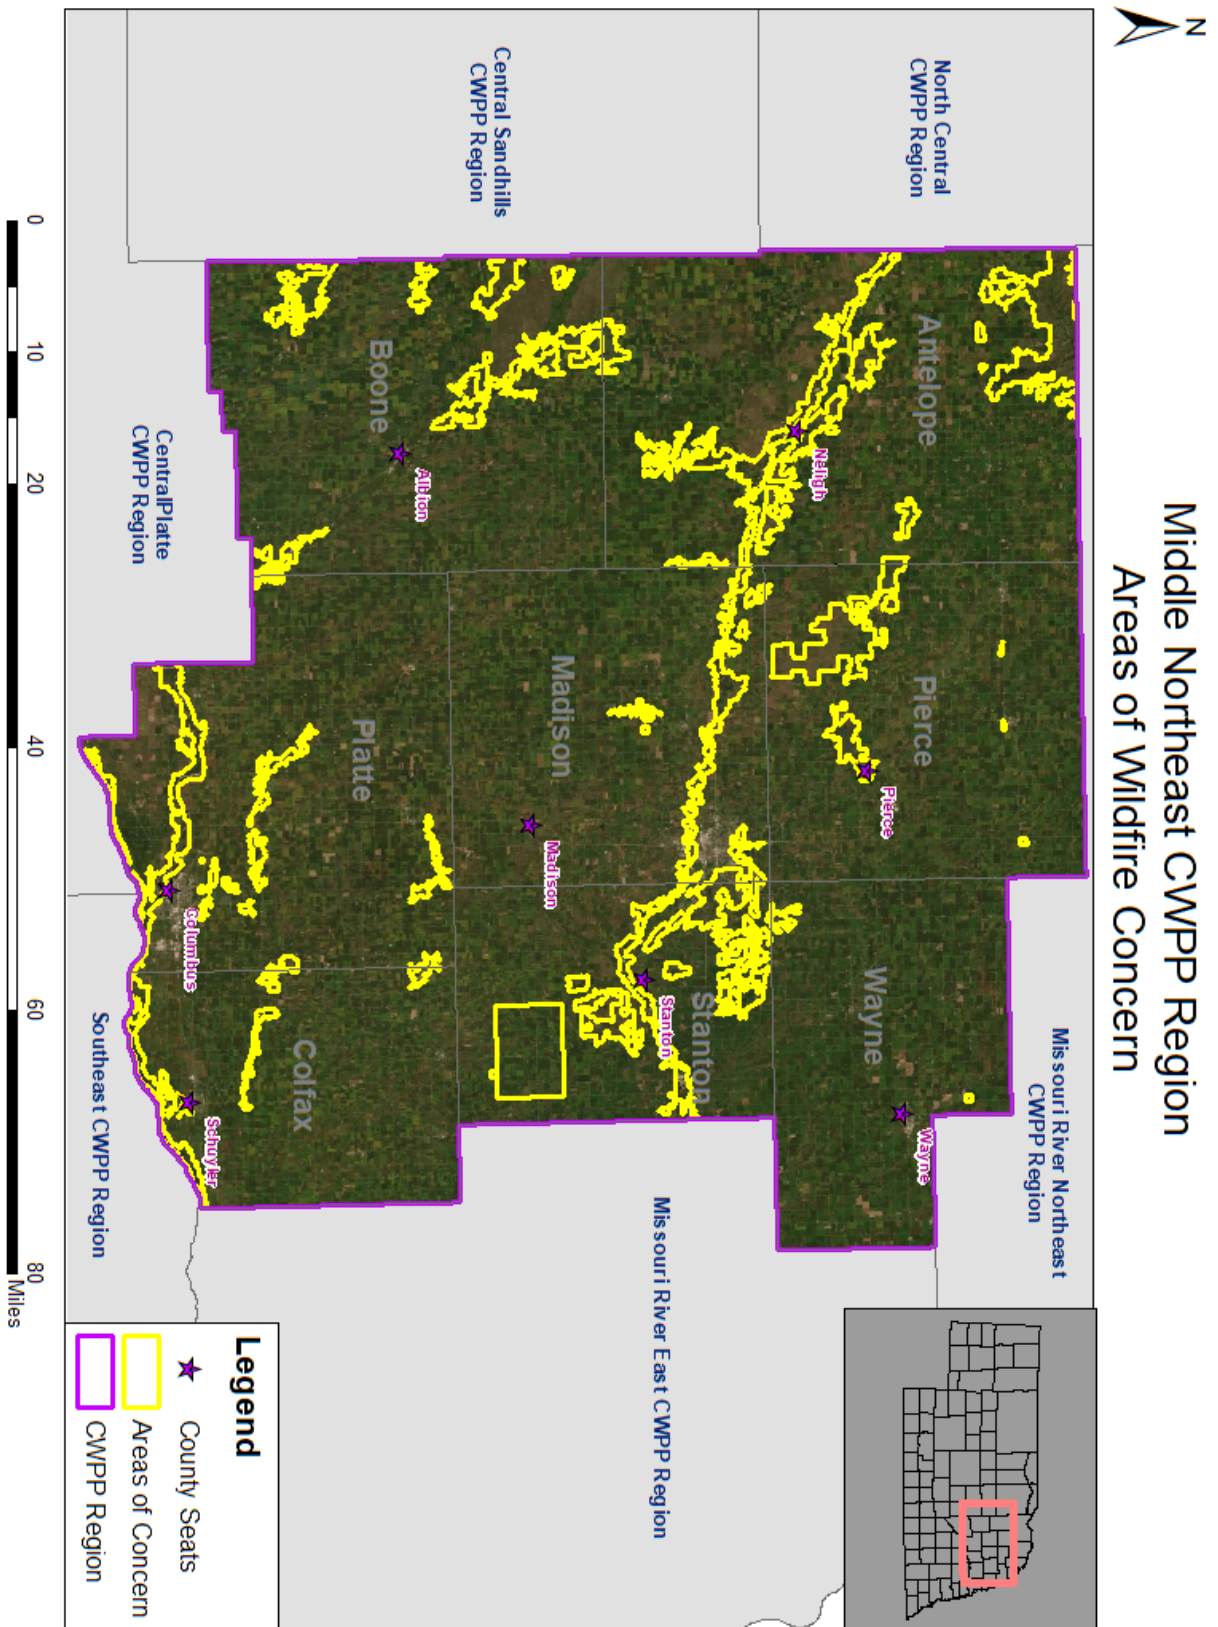 Middle Northeast CWPP Region
Areas of Wildfire Concern
N
North Central
CWPP Region
Central Sandhills
CWPP Region
CentralPlatte
CWPP Region
Southeast CWPP Region
Missouri River Northeast
CWPP Region
Missouri River East CWPP Region
Antelope
Neligh
Pierce
Pierce
Wayne
Wayne
Boone
Albion
Madison
Madison
Stanton
Stanton
Platte
Columbus
Colfax
Schuyler
Legend
County Seats
Areas of Concern
CWPP Region
0 10 20 40 60 80
Miles